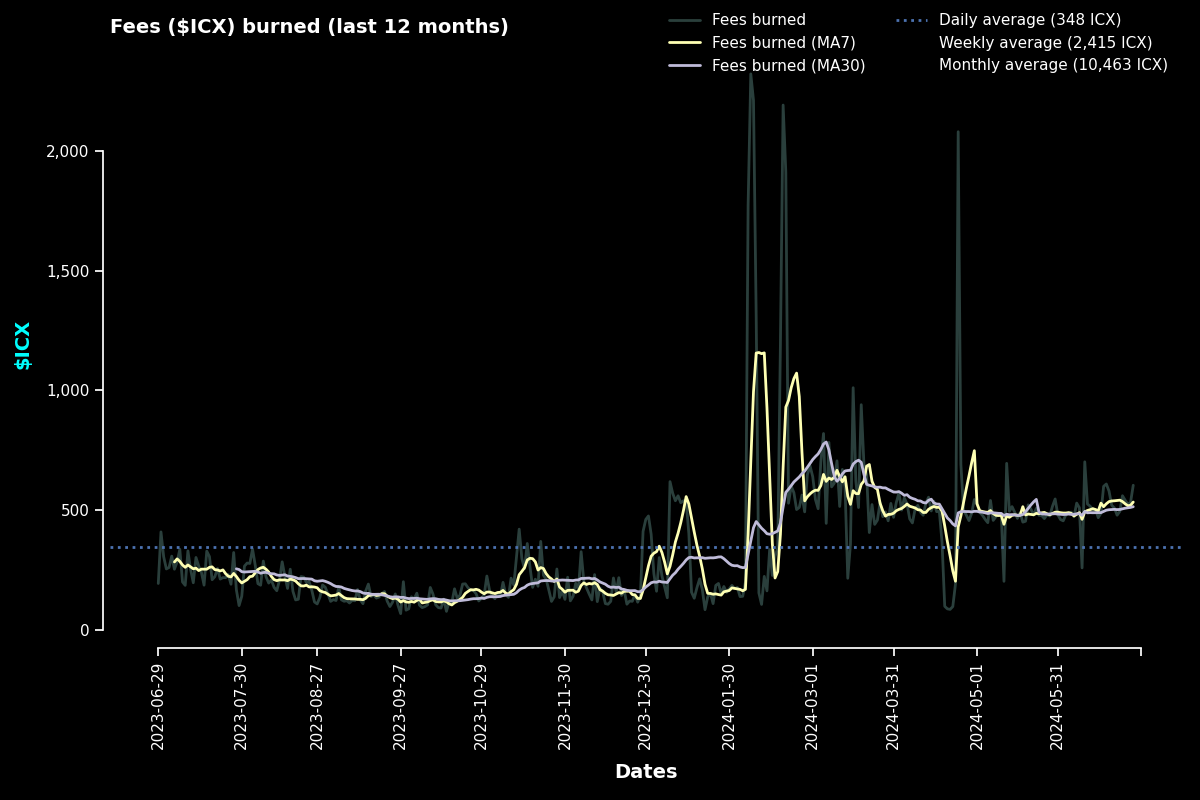 Fees ($ICX) burned (last 12 months)
Fees burned
Fees burned (MA7)
Fees burned (MA30)
Daily average (348 ICX)
Weekly average (2,415 ICX)
Monthly average (10,463 ICX)
$ICX
2,000
1,500
1,000
500
0
2023-06-29
2023-07-30
2023-08-27
2023-09-27
2023-10-29
2023-11-30
2023-12-30
2024-01-30
2024-03-01
2024-03-31
2024-05-01
2024-05-31
Dates